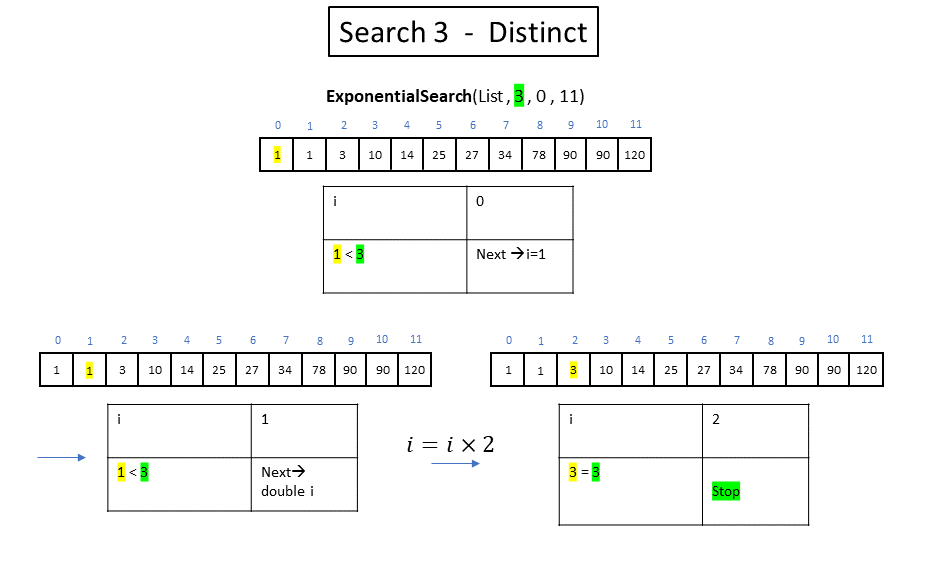 Search 3 - Distinct
ExponentialSearch(List , 3 , 0 , 11)
0 1 2 3 4 5 6 7 8 9 10 11
1 1 3 10 14 25 27 34 78 90 90 120
i 0
1 < 3 Next →i=1
0 1 2 3 4 5 6 7 8 9 10 11
1 1 3 10 14 25 27 34 78 90 90 120
i 1
1 < 3 Next→
double i
i = i × 2
0 1 2 3 4 5 6 7 8 9 10 11
1 1 3 10 14 25 27 34 78 90 90 120
i 2
3 = 3
Stop